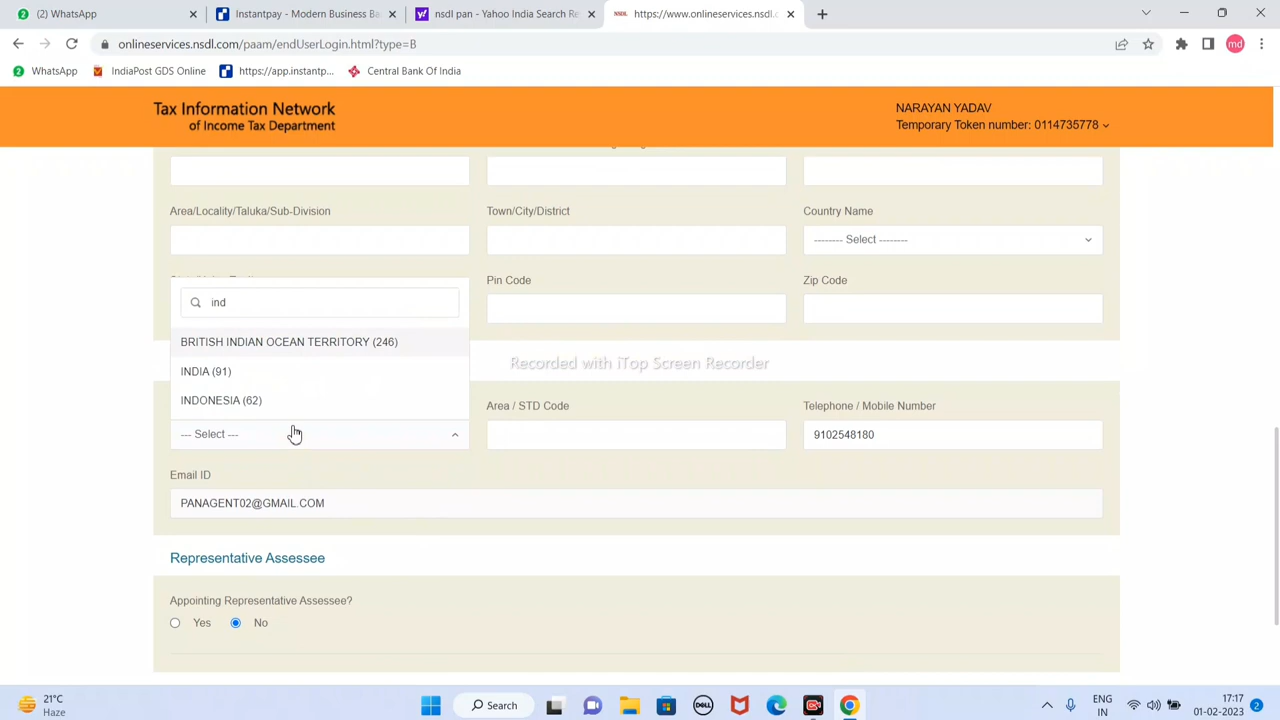 (2) WhatsApp
Instantpay - Modern Business Ba
nsdl pan - Yahoo India Search Re
https://www.onlineservices.nsdl.c
onlineservices.nsdl.com/paam/endUserLogin.html?type=B
md
2 WhatsApp
IndiaPost GDS Online
https://app.instantp...
Central Bank Of India
Tax Information Network
of Income Tax Department
NARAYAN YADAV
Temporary Token number: 0114735778
Area/Locality/Taluka/Sub-Division
Town/City/District
Country Name
-------- Select --------
Pin Code
Zip Code
ind
BRITISH INDIAN OCEAN TERRITORY (246)
INDIA (91)
INDONESIA (62)
Recorded with iTop Screen Recorder
Area / STD Code
Telephone / Mobile Number
--- Select ---
9102548180
Email ID
PANAGENT02@GMAIL.COM
Representative Assessee
Appointing Representative Assessee?
Yes
No
21°C
Haze
Search
DELL
ENG
IN
17:17
01-02-2023
2